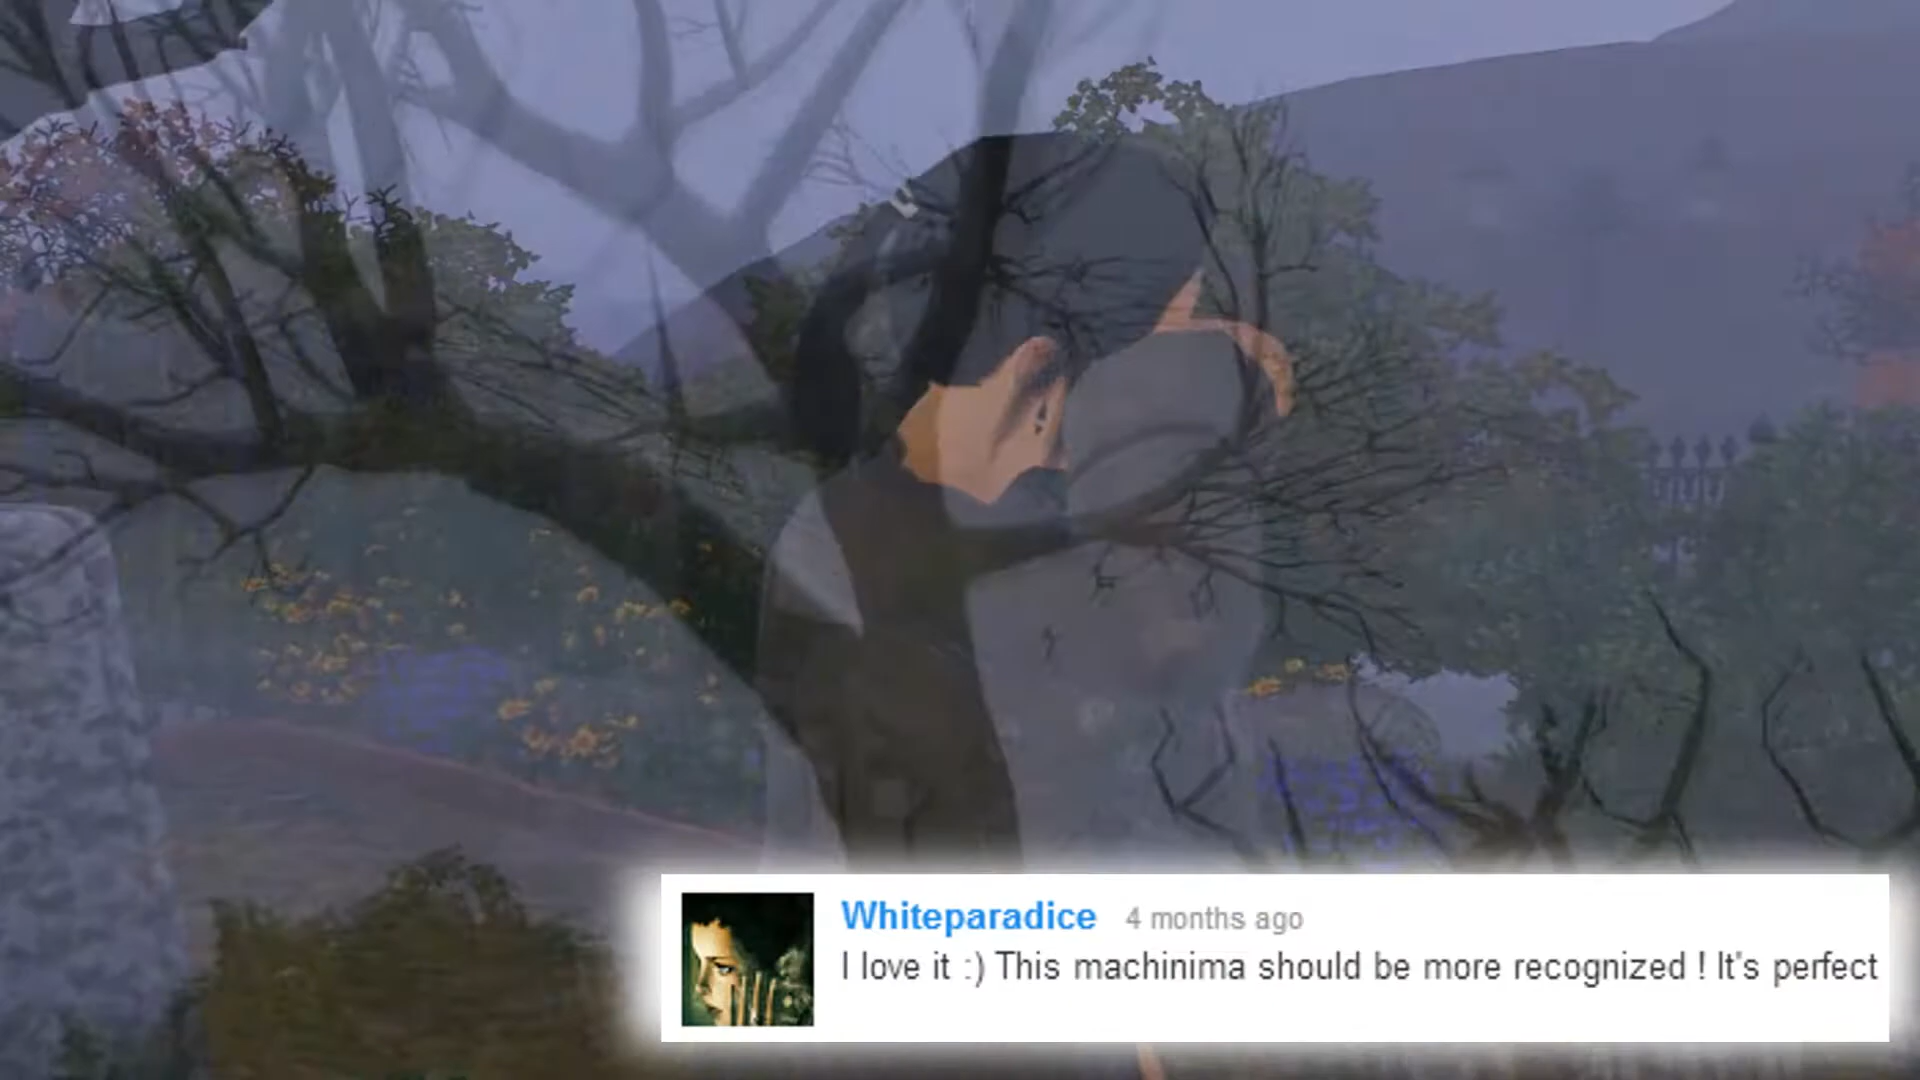 Whiteparadice 4 months ago
I love it :) This machinima should be more recognized ! It's perfect